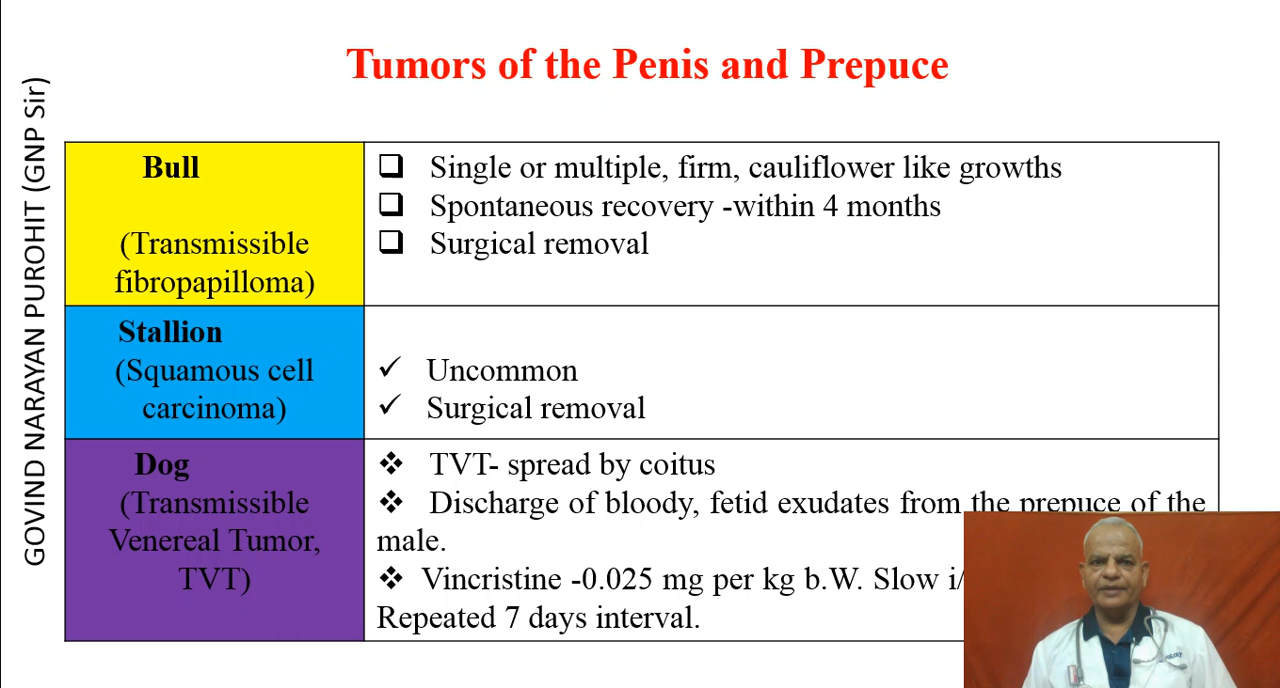 Tumors of the Penis and Prepuce
GOVIND NARAYAN PUROHIT (GNP Sir)
Bull
(Transmissible
fibropapilloma)
❑ Single or multiple, firm, cauliflower like growths
❑ Spontaneous recovery -within 4 months
❑ Surgical removal
Stallion
(Squamous cell
carcinoma)
✓ Uncommon
✓ Surgical removal
Dog
(Transmissible
Venereal Tumor,
TVT)
❖ TVT- spread by coitus
❖ Discharge of bloody, fetid exudates from the prepuce of the
male.
❖ Vincristine -0.025 mg per kg b.W. Slow i/
Repeated 7 days interval.